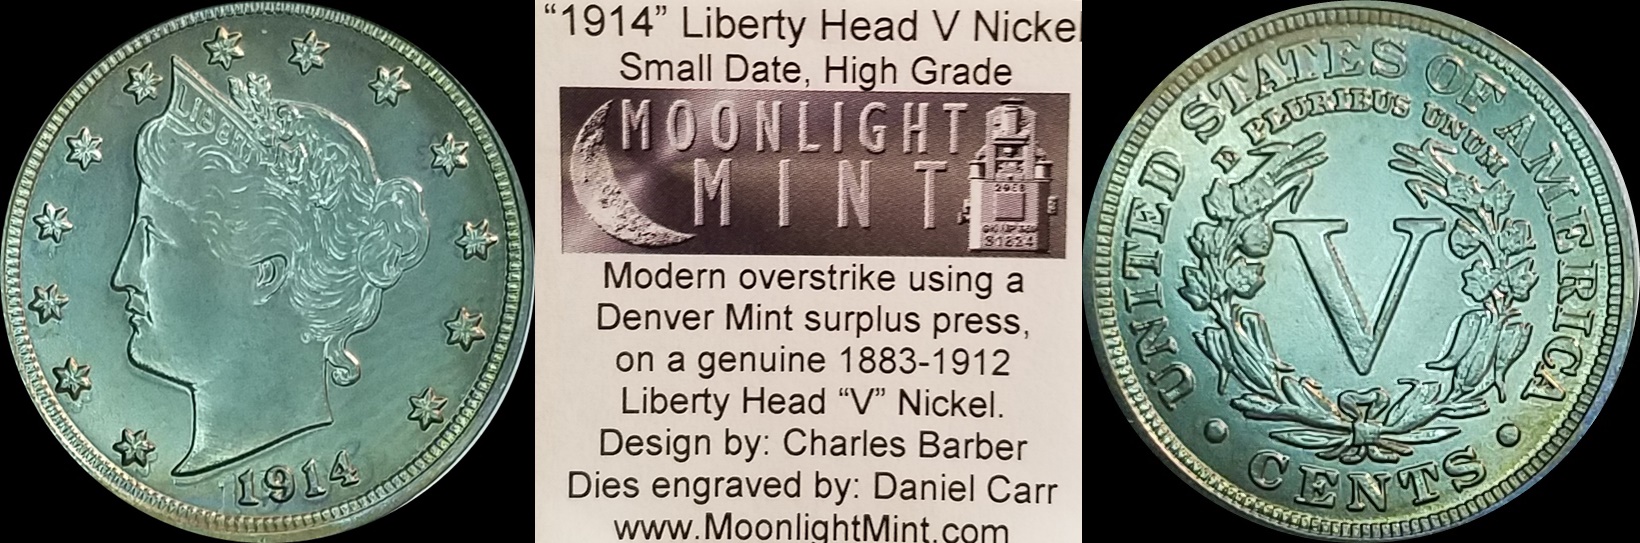 LIBERTY
1914
"1914" Liberty Head V Nickel
Small Date, High Grade
MOONLIGHT
MINT
Modern overstrike using a
Denver Mint surplus press,
on a genuine 1883-1912
Liberty Head "V" Nickel.
Design by: Charles Barber
Dies engraved by: Daniel Carr
www.MoonlightMint.com
UNITED STATES OF AMERICA
E PLURIBUS UNUM
V
CENTS